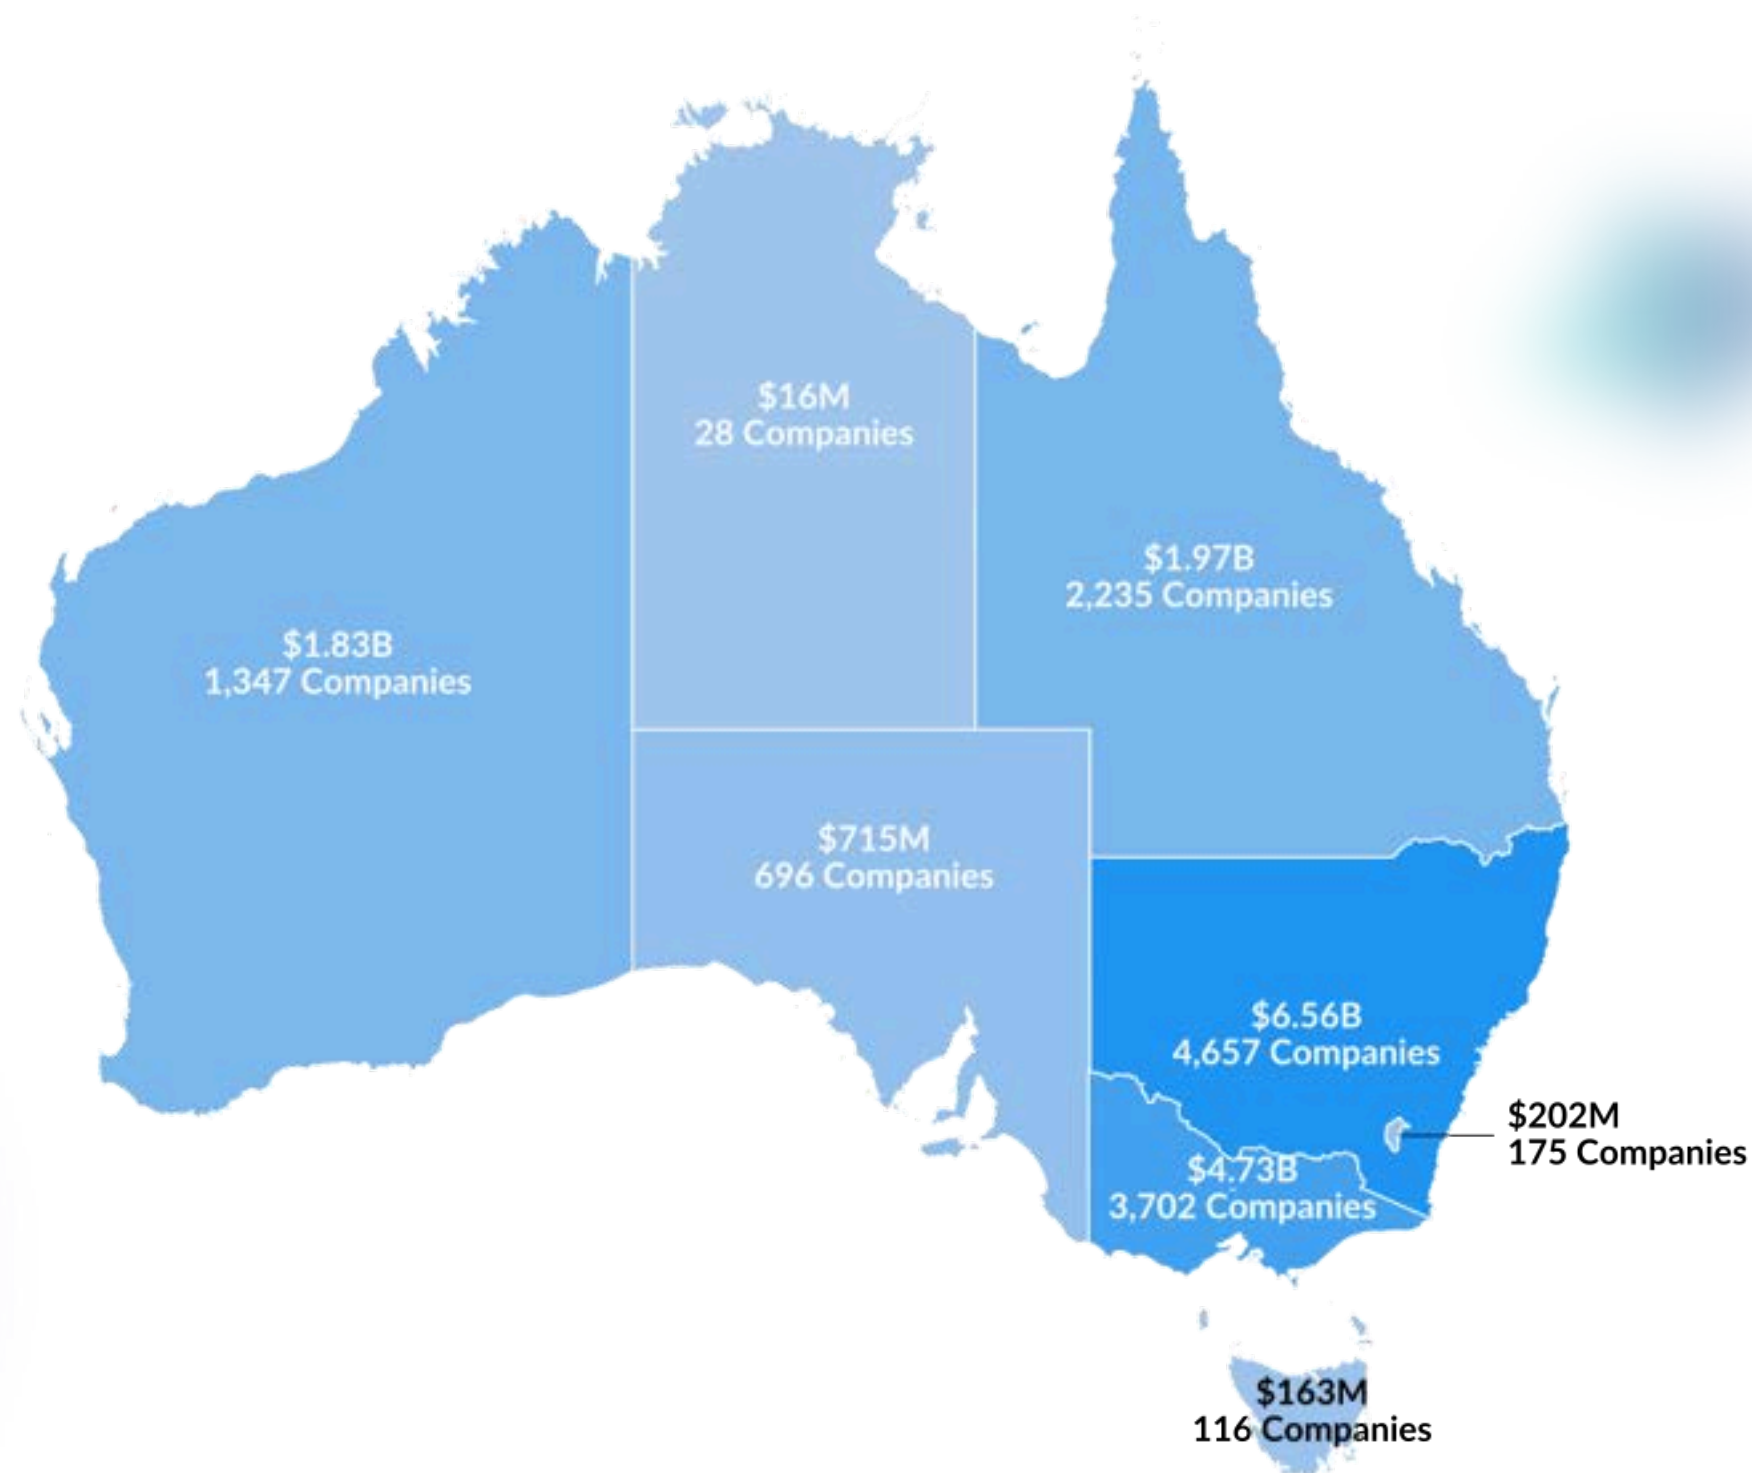 $16M
28 Companies
$1.97B
2,235 Companies
$1.83B
1,347 Companies
$715M
696 Companies
$6.56B
4,657 Companies
$202M
175 Companies
$4.73B
3,702 Companies
$163M
116 Companies